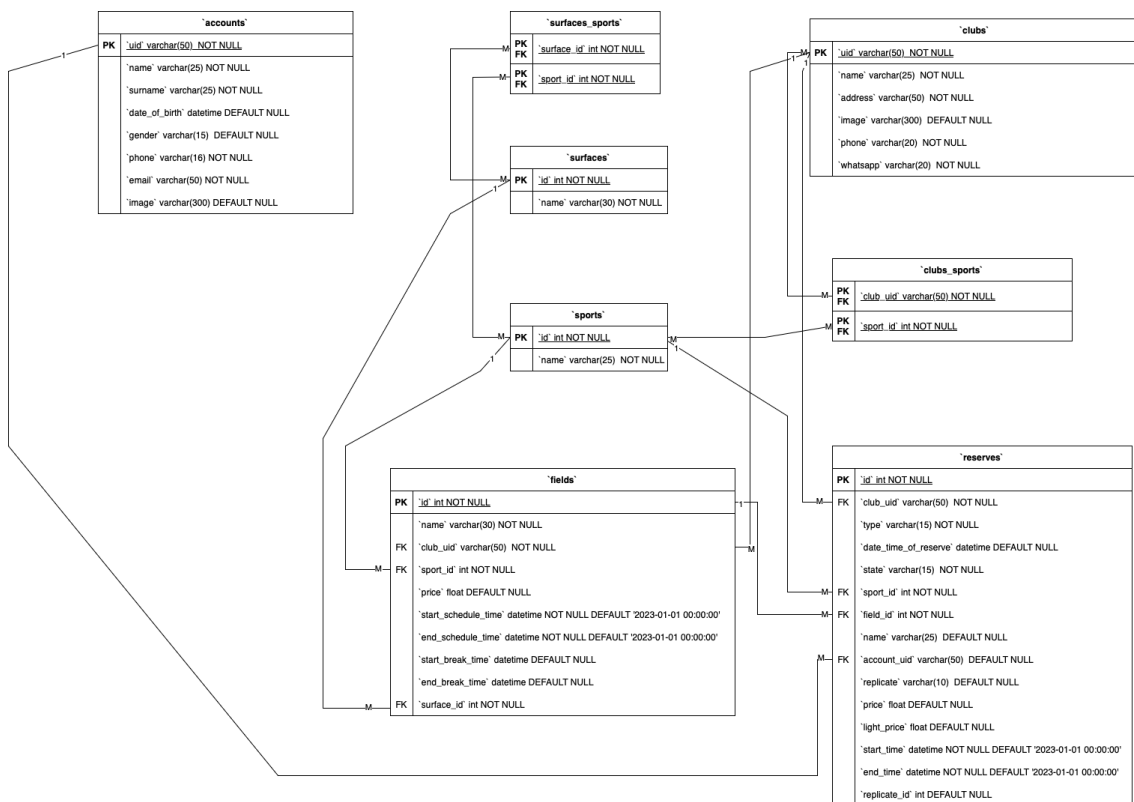 `accounts`
PK `uid` varchar(50) NOT NULL
`name` varchar(25) NOT NULL
`surname` varchar(25) NOT NULL
`date_of_birth` datetime DEFAULT NULL
`gender` varchar(15) DEFAULT NULL
`phone` varchar(16) NOT NULL
`email` varchar(50) NOT NULL
`image` varchar(300) DEFAULT NULL
1
`surfaces_sports`
PK
FK `surface_id` int NOT NULL
PK
FK `sport_id` int NOT NULL
M
M
`clubs`
PK `uid` varchar(50) NOT NULL
`name` varchar(25) NOT NULL
`address` varchar(50) NOT NULL
`image` varchar(300) DEFAULT NULL
`phone` varchar(20) NOT NULL
`whatsapp` varchar(20) NOT NULL
M
1
1
`surfaces`
PK `id` int NOT NULL
`name` varchar(30) NOT NULL
M
1
`clubs_sports`
PK
FK `club_uid` varchar(50) NOT NULL
PK
FK `sport_id` int NOT NULL
M
M
`sports`
PK `id` int NOT NULL
`name` varchar(25) NOT NULL
M
1
M
1
`fields`
PK `id` int NOT NULL
`name` varchar(30) NOT NULL
FK `club_uid` varchar(50) NOT NULL
FK `sport_id` int NOT NULL
`price` float DEFAULT NULL
`start_schedule_time` datetime NOT NULL DEFAULT '2023-01-01 00:00:00'
`end_schedule_time` datetime NOT NULL DEFAULT '2023-01-01 00:00:00'
`start_break_time` datetime DEFAULT NULL
`end_break_time` datetime DEFAULT NULL
FK `surface_id` int NOT NULL
1
M
M
M
`reserves`
PK `id` int NOT NULL
FK `club_uid` varchar(50) NOT NULL
`type` varchar(15) NOT NULL
`date_time_of_reserve` datetime DEFAULT NULL
`state` varchar(15) NOT NULL
FK `sport_id` int NOT NULL
FK `field_id` int NOT NULL
`name` varchar(25) DEFAULT NULL
FK `account_uid` varchar(50) DEFAULT NULL
`replicate` varchar(10) DEFAULT NULL
`price` float DEFAULT NULL
`light_price` float DEFAULT NULL
`start_time` datetime NOT NULL DEFAULT '2023-01-01 00:00:00'
`end_time` datetime NOT NULL DEFAULT '2023-01-01 00:00:00'
`replicate_id` int DEFAULT NULL
M
M
M
M